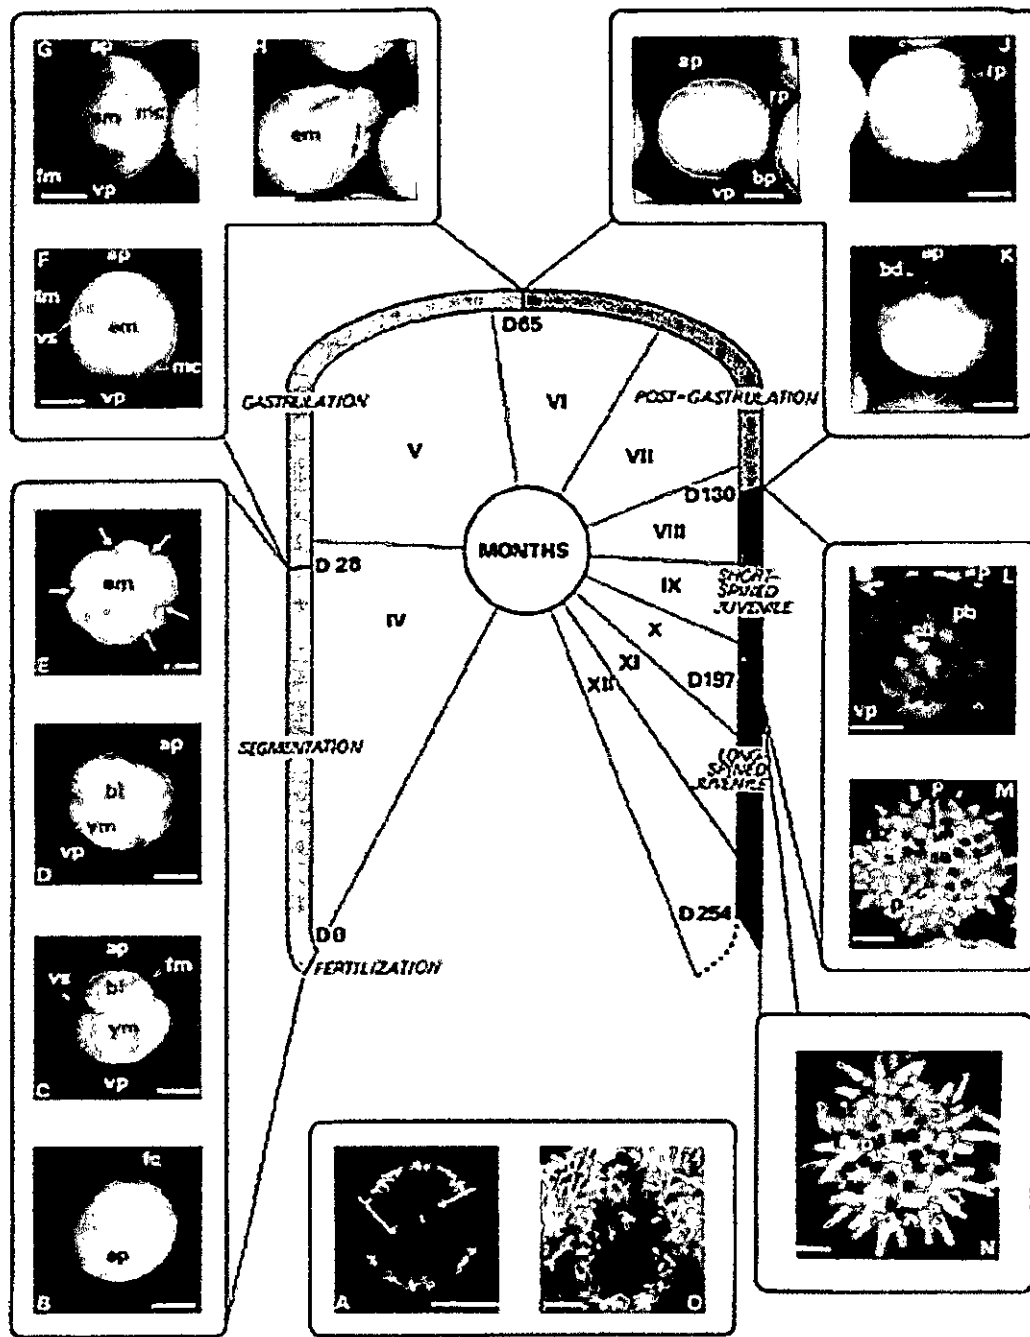 G
ap
em
mc
fm
vp
H
em
I
ap
rp
vp
bp
J
rp
F
ap
fm
vs
em
mc
vp
K
ap
bd
D65
GASTRULATION
VI
POST-GASTRULATION
V
VII
D130
MONTHS
VIII
D 28
IX
SHORT-
SPINED
JUVENILE
X
IV
XI
XII
D197
SEGMENTATION
LONG
SPINED
JUVENILE
D0
FERTILIZATION
D254
E
em
D
ap
bl
ym
vp
C
ap
vs
fm
bl
ym
vp
B
fc
ap
L
pb
vp
M
p
N
A
O